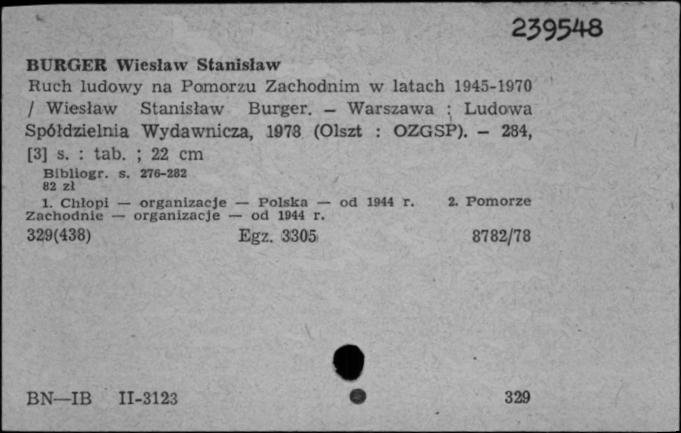 239548
BURGER Wiesław Stanisław
Ruch ludowy na Pomorzu Zachodnim w latach 1945-1970
/ Wiesław Stanisław Burger. — Warszawa : Ludowa
Spółdzielnia Wydawnicza, 1978 (Olszt : OZGSP). — 284,
[3] s. : tab. ; 22 cm
Bibliogr. s. 276-282
82 zł
1. Chłopi — organizacje — Polska — od 1944 r. 2. Pomorze
Zachodnie — organizacje — od 1944 r.
329(438) Egz. 3305 8782/78
BN—IB II-3123 329